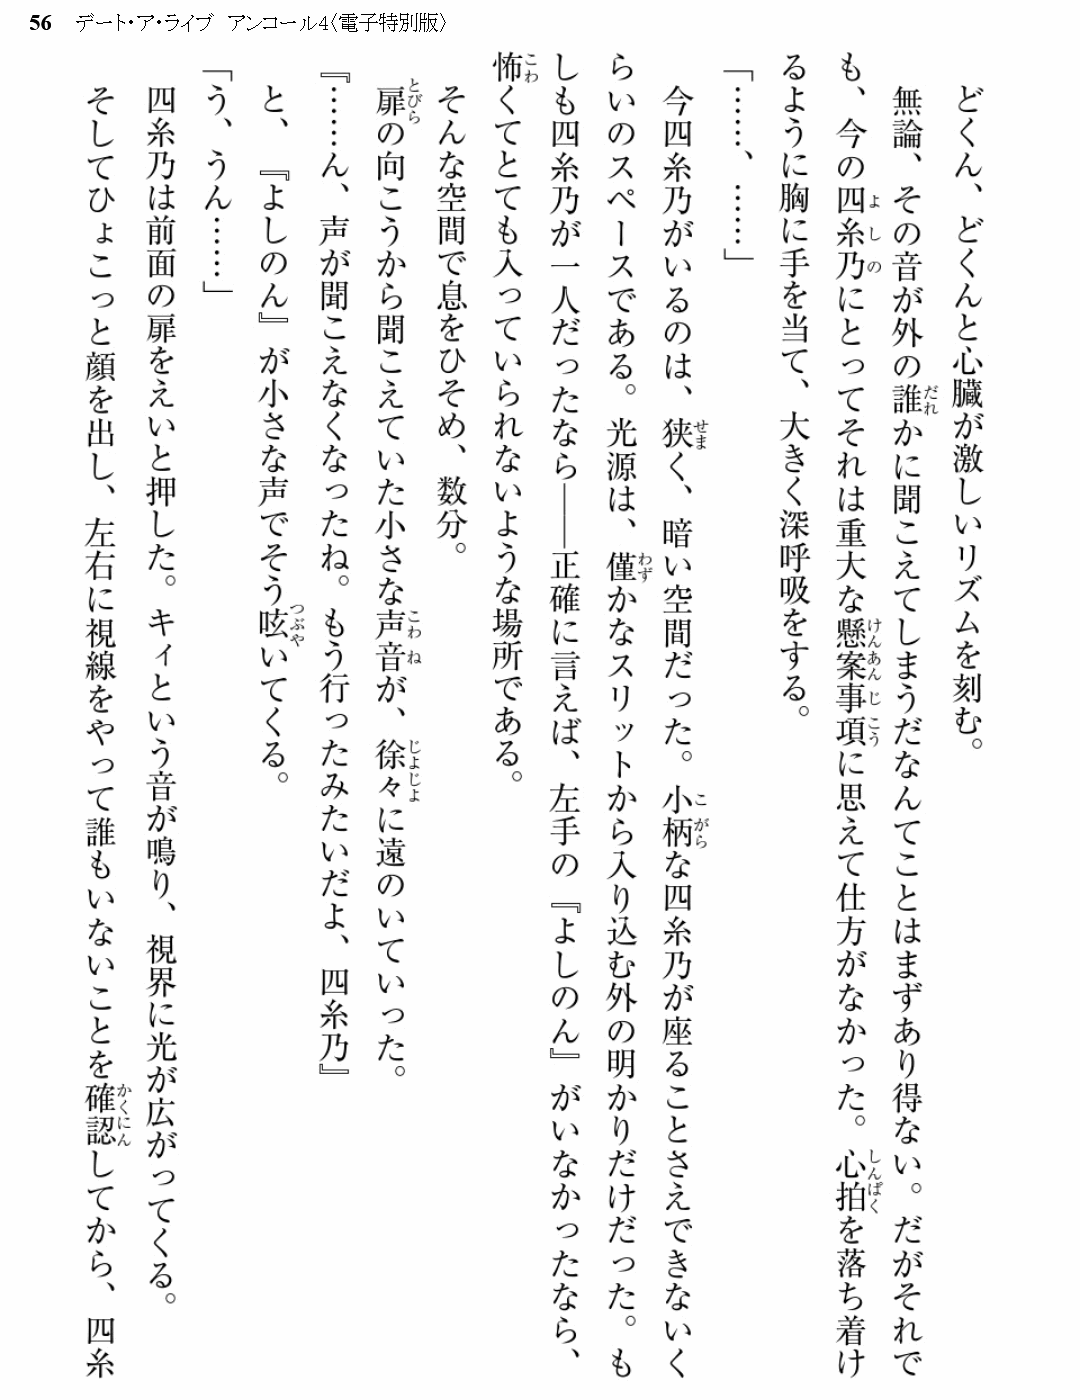 56 デート・ア・ライブ　アンコール4〈電子特別版〉
　どくん、どくんと心臓が激しいリズムを刻む。
　無論、その音が外の誰かに聞こえてしまうだなんてことはまずあり得ない。だがそれで
も、今の四糸乃にとってそれは重大な懸案事項に思えて仕方がなかった。心拍を落ち着け
るように胸に手を当て、大きく深呼吸をする。
「……、……」
　今四糸乃がいるのは、狭く、暗い空間だった。小柄な四糸乃が座ることさえできないく
らいのスペースである。光源は、僅かなスリットから入り込む外の明かりだけだった。も
しも四糸乃が一人だったなら――正確に言えば、左手の『よしのん』がいなかったなら、
怖くてとても入っていられないような場所である。
　そんな空間で息をひそめ、数分。
　扉の向こうから聞こえていた小さな声音が、徐々に遠のいていった。
『……ん、声が聞こえなくなったね。もう行ったみたいだよ、四糸乃』
　と、『よしのん』が小さな声でそう呟いてくる。
「う、うん……」
　四糸乃は前面の扉をえいと押した。キィという音が鳴り、視界に光が広がってくる。
　そしてひょこっと顔を出し、左右に視線をやって誰もいないことを確認してから、四糸